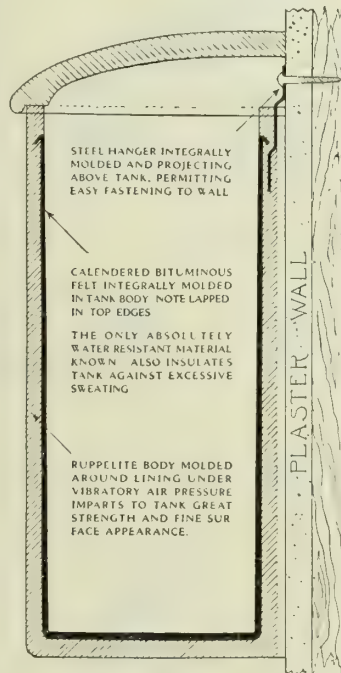 STEEL HANGER INTEGRALLY
MOLDED AND PROJECTING
ABOVE TANK, PERMITTING
EASY FASTENING TO WALL
CALENDERED BITUMINOUS
FELT INTEGRALLY MOLDED
IN TANK BODY NOTE LAPPED
IN TOP EDGES
THE ONLY ABSOLUTELY
WATER RESISTANT MATERIAL
KNOWN ALSO INSULATES
TANK AGAINST EXCESSIVE
SWEATING
RUPPELITE BODY MOLDED
AROUND LINING UNDER
VIBRATORY AIR PRESSURE
IMPARTS TO TANK GREAT
STRENGTH AND FINE SUR
FACE APPEARANCE.
PLASTER WALL